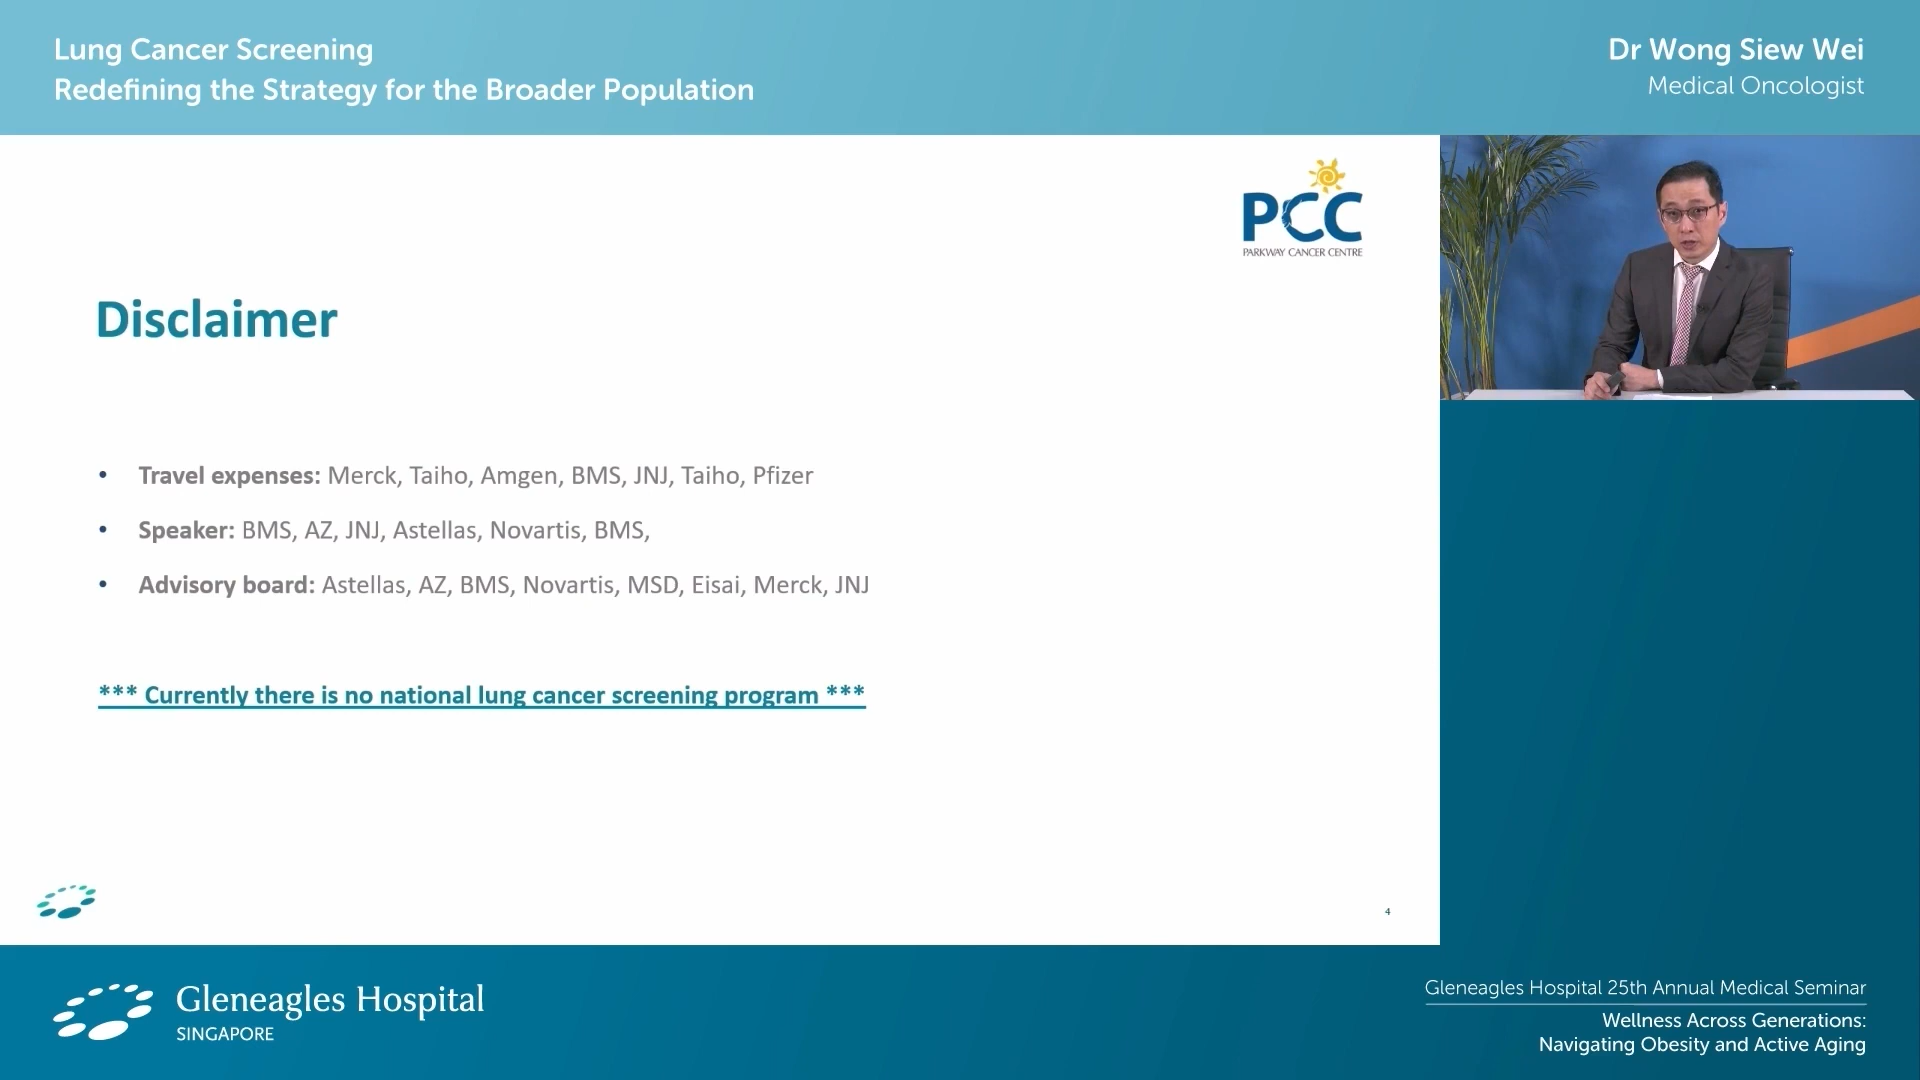 Lung Cancer Screening
Redefining the Strategy for the Broader Population
Dr Wong Siew Wei
Medical Oncologist
PCC
PARKWAY CANCER CENTRE
Disclaimer
• Travel expenses: Merck, Taiho, Amgen, BMS, JNJ, Taiho, Pfizer
• Speaker: BMS, AZ, JNJ, Astellas, Novartis, BMS,
• Advisory board: Astellas, AZ, BMS, Novartis, MSD, Eisai, Merck, JNJ
*** Currently there is no national lung cancer screening program ***
4
Gleneagles Hospital
SINGAPORE
Gleneagles Hospital 25th Annual Medical Seminar
Wellness Across Generations:
Navigating Obesity and Active Aging